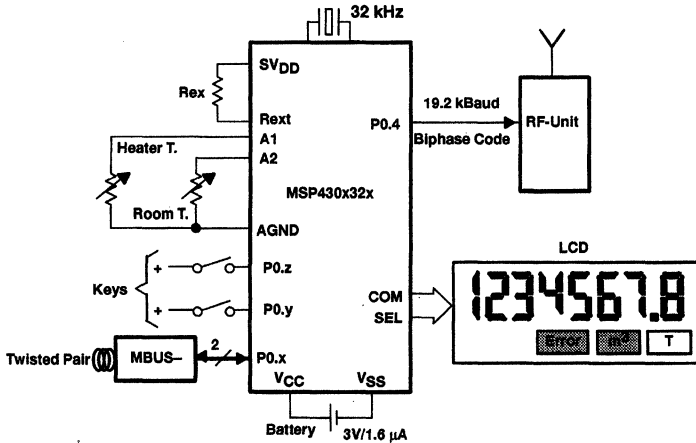 32 kHz
SVDD
Rex
Rext
A1
Heater T.
A2
Room T.
AGND
MSP430x32x
P0.4
19.2 kBaud
Biphase Code
RF-Unit
Keys
+
P0.z
+
P0.y
COM
SEL
LCD
1234567.8
Error
m³
T
Twisted Pair
MBUS–
2
P0.x
VCC
VSS
Battery
3V/1.6 µA